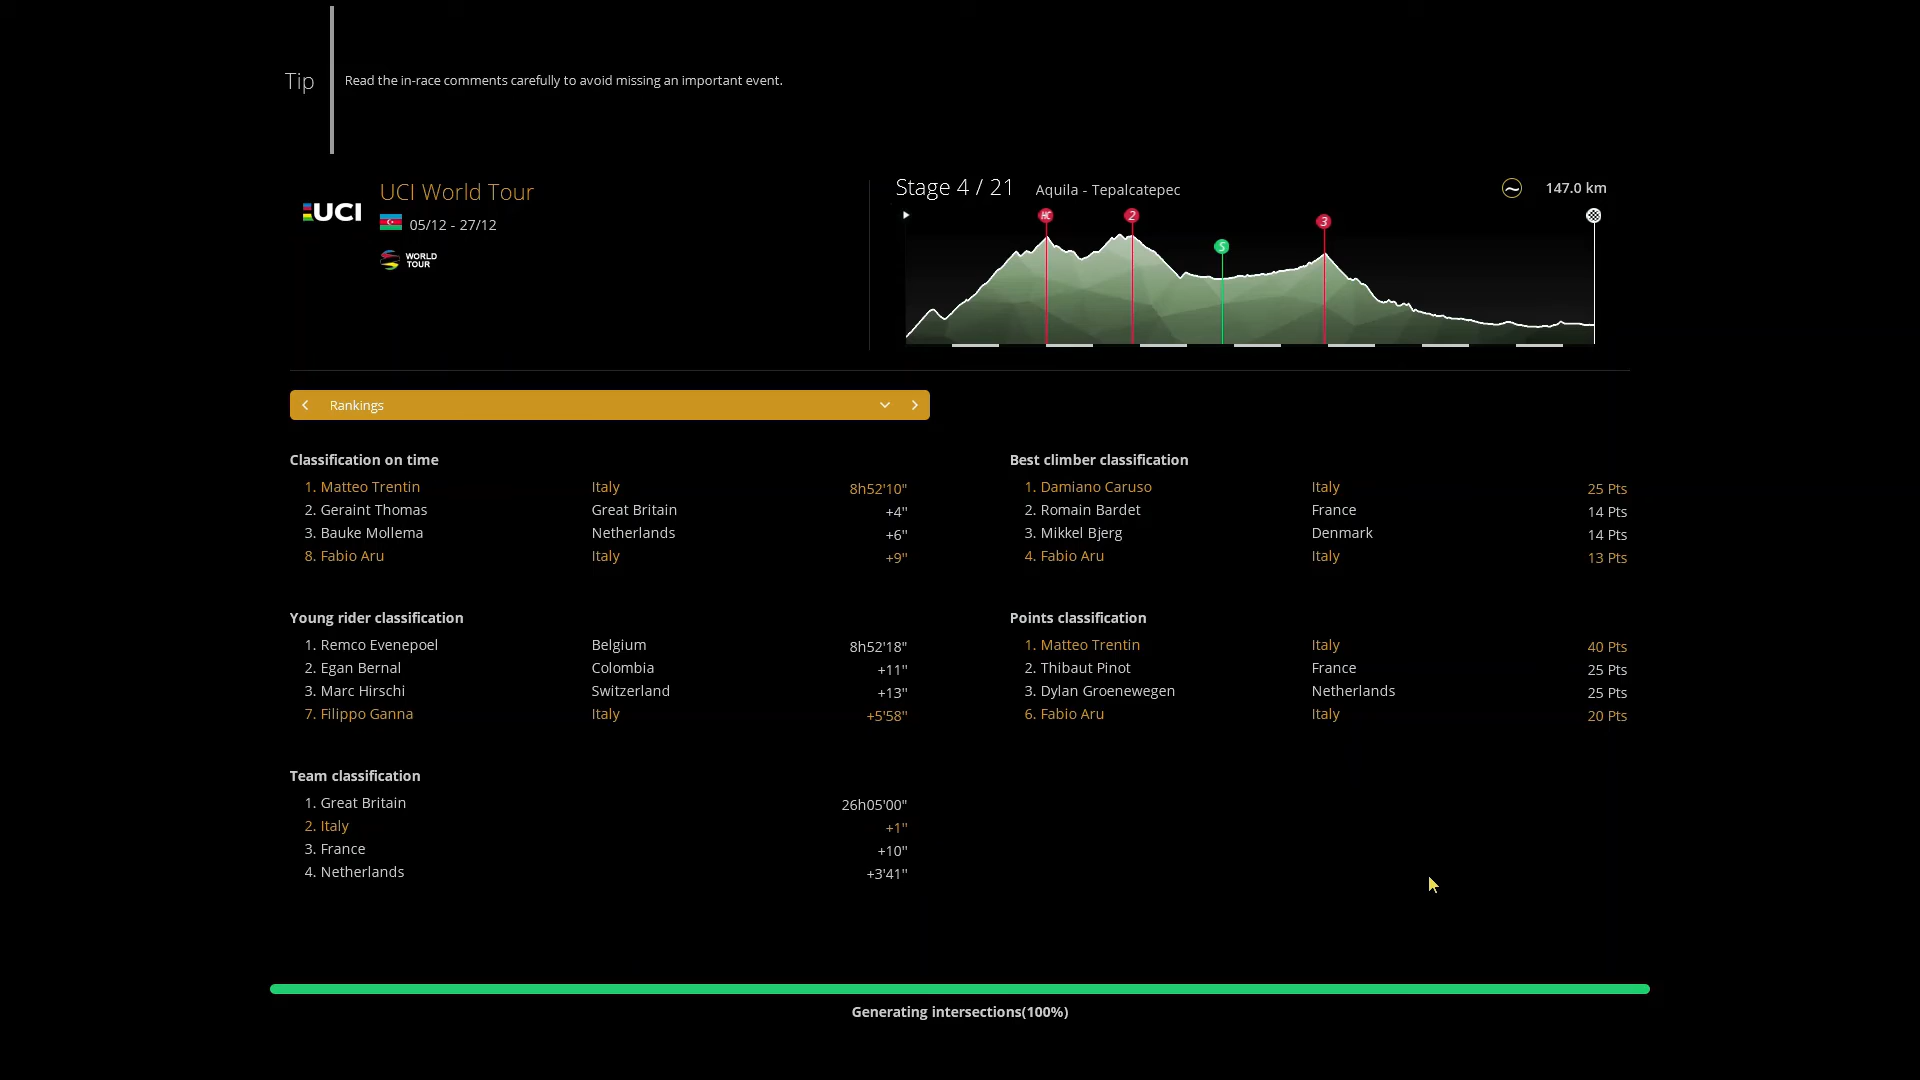 Tip
Read the in-race comments carefully to avoid missing an important event.
UCI
UCI World Tour
05/12 - 27/12
WORLD
TOUR
Stage 4 / 21 Aquila - Tepalcatepec 147.0 km
HC
2
S
3
Rankings
Classification on time
1. Matteo Trentin Italy 8h52'10''
2. Geraint Thomas Great Britain +4''
3. Bauke Mollema Netherlands +6''
8. Fabio Aru Italy +9''
Best climber classification
1. Damiano Caruso Italy 25 Pts
2. Romain Bardet France 14 Pts
3. Mikkel Bjerg Denmark 14 Pts
4. Fabio Aru Italy 13 Pts
Young rider classification
1. Remco Evenepoel Belgium 8h52'18''
2. Egan Bernal Colombia +11''
3. Marc Hirschi Switzerland +13''
7. Filippo Ganna Italy +5'58''
Points classification
1. Matteo Trentin Italy 40 Pts
2. Thibaut Pinot France 25 Pts
3. Dylan Groenewegen Netherlands 25 Pts
6. Fabio Aru Italy 20 Pts
Team classification
1. Great Britain 26h05'00''
2. Italy +1''
3. France +10''
4. Netherlands +3'41''
Generating intersections(100%)